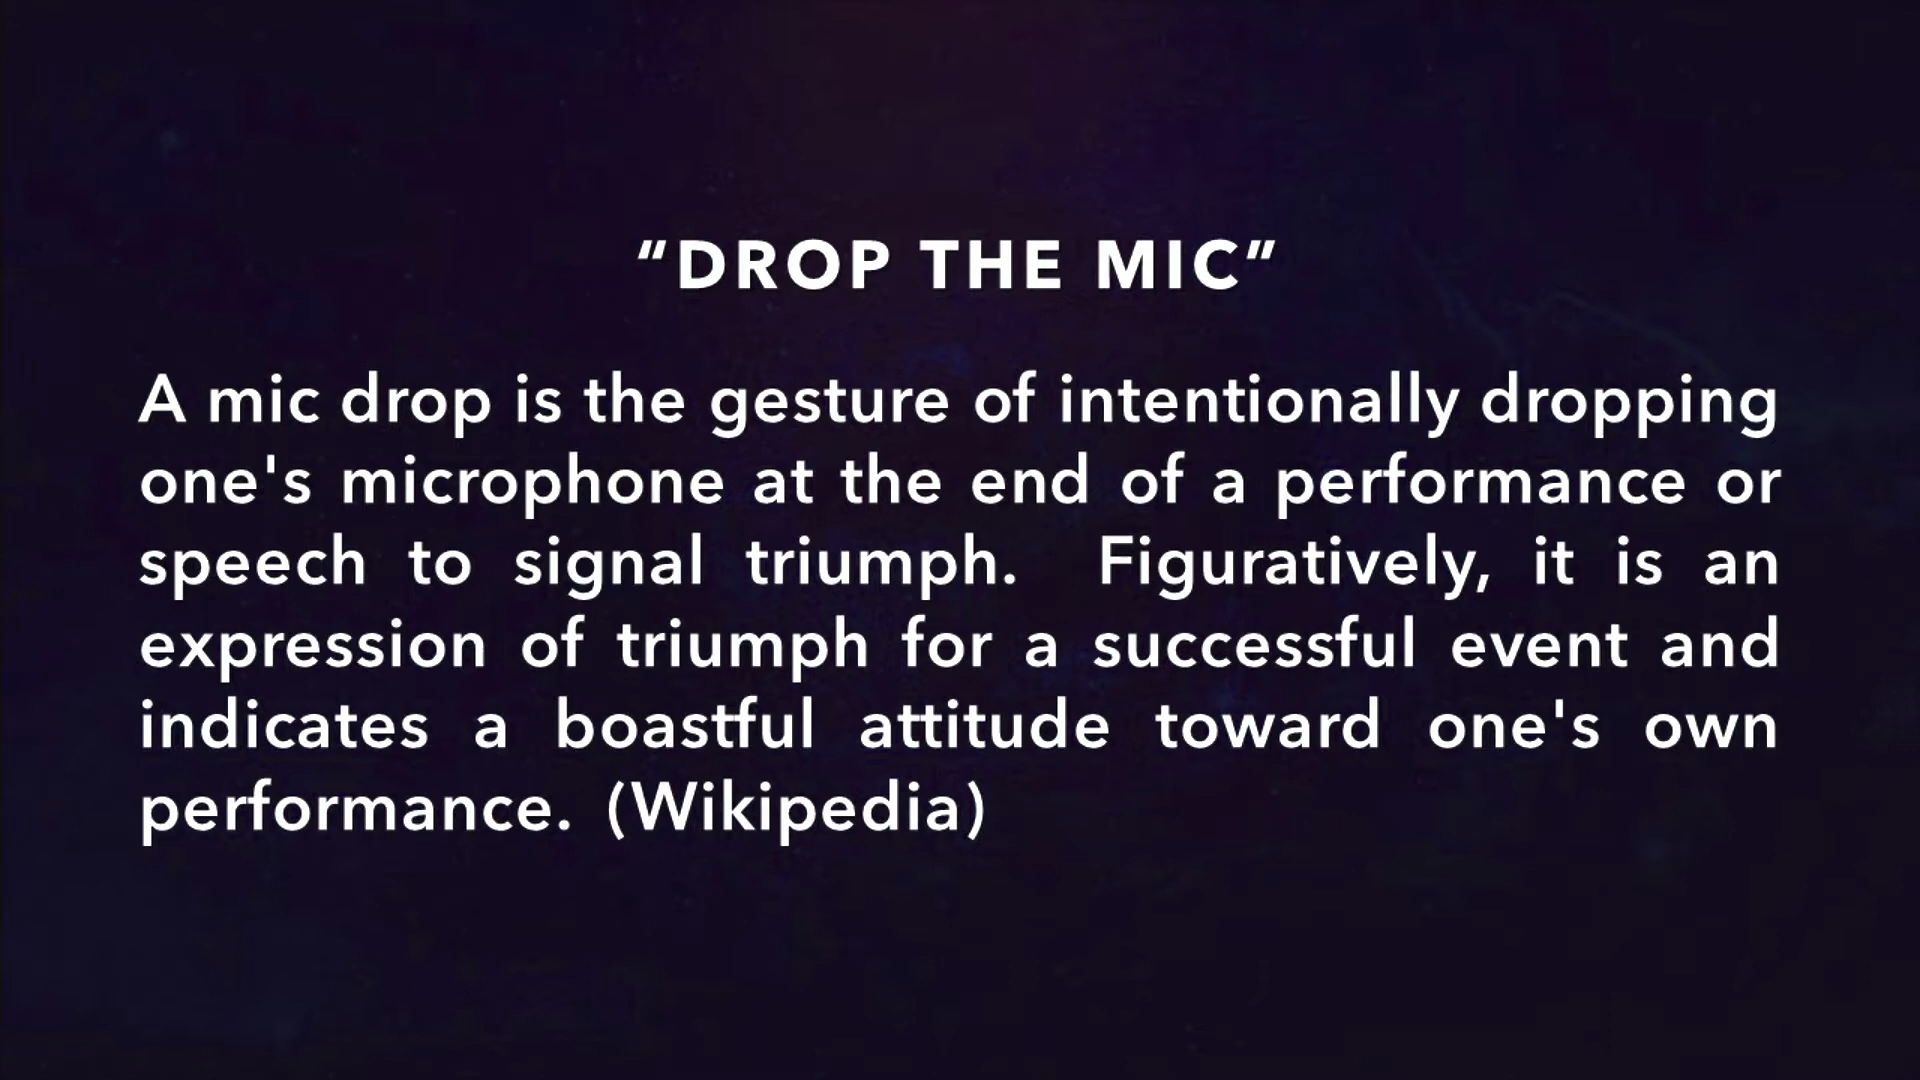 “DROP THE MIC”
A mic drop is the gesture of intentionally dropping
one's microphone at the end of a performance or
speech to signal triumph.  Figuratively, it is an
expression of triumph for a successful event and
indicates a boastful attitude toward one's own
performance. (Wikipedia)